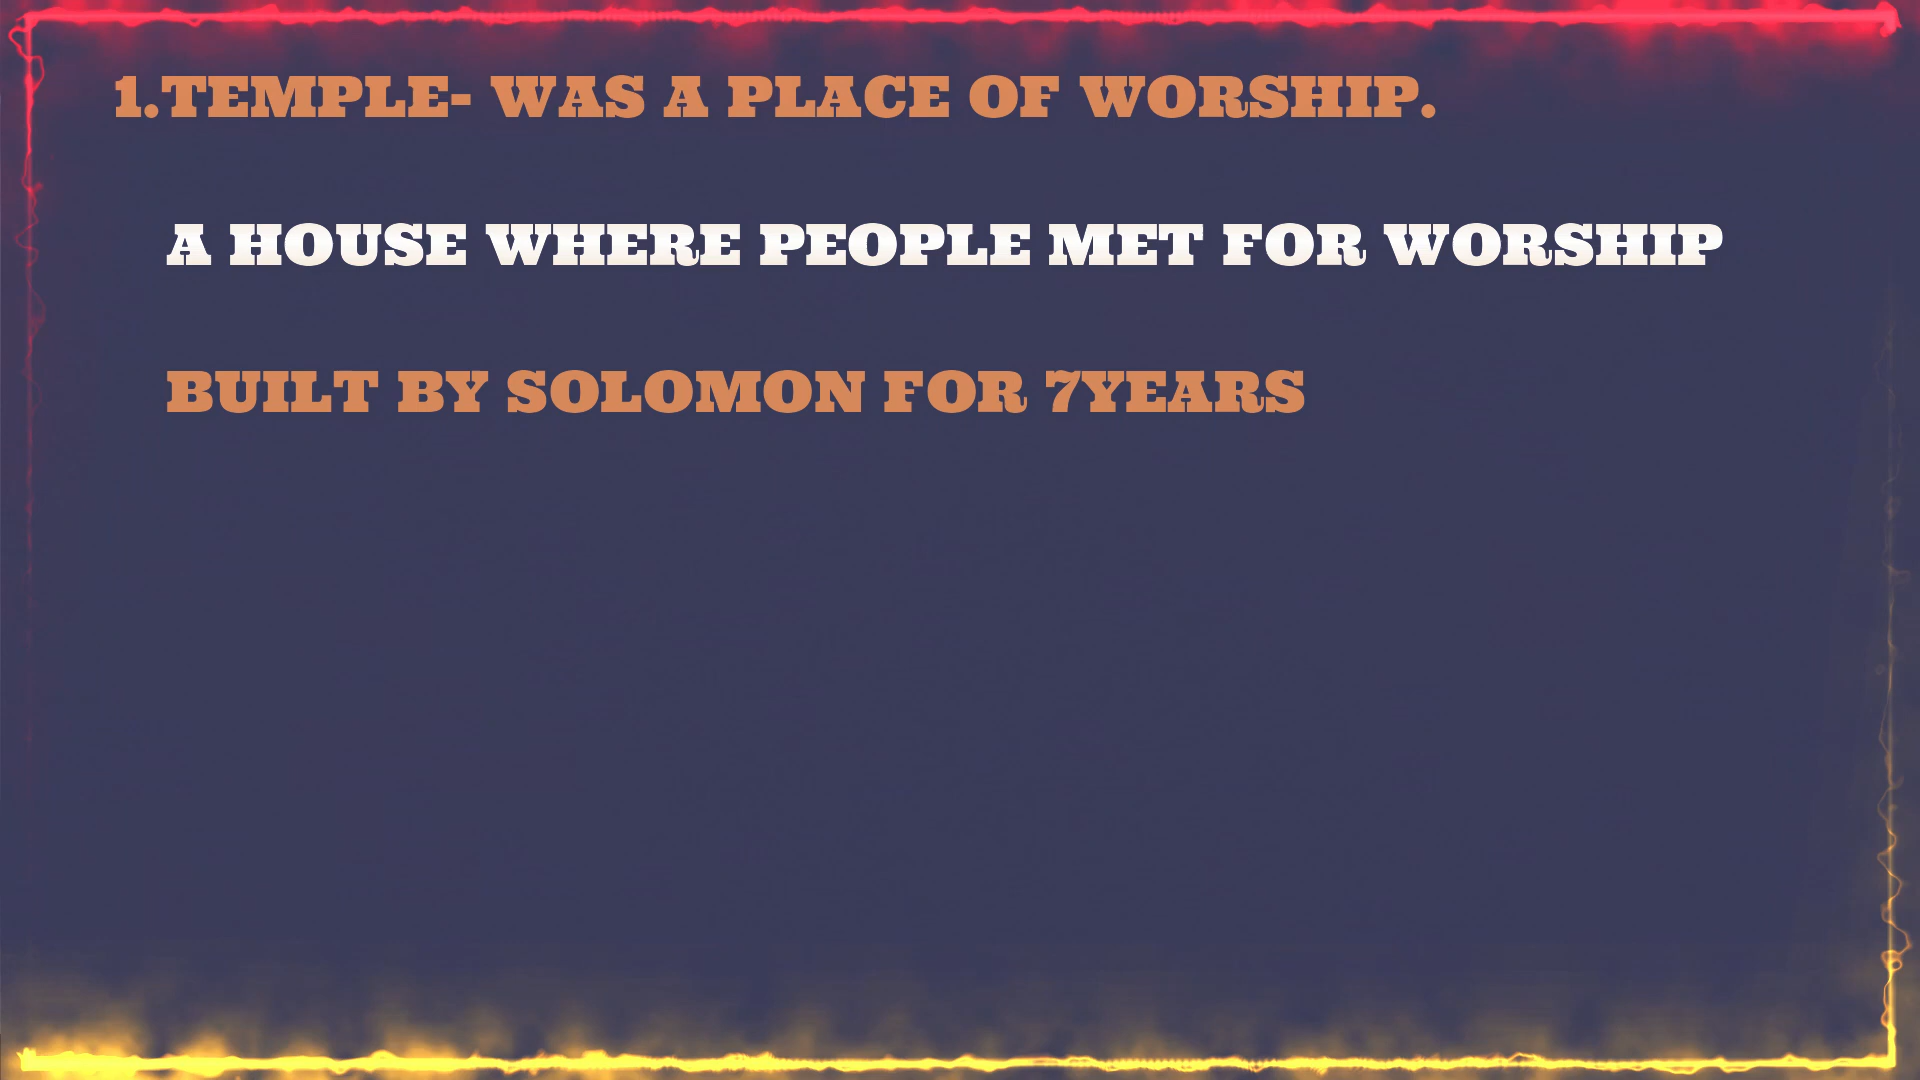 1.TEMPLE- WAS A PLACE OF WORSHIP.
A HOUSE WHERE PEOPLE MET FOR WORSHIP
BUILT BY SOLOMON FOR 7YEARS